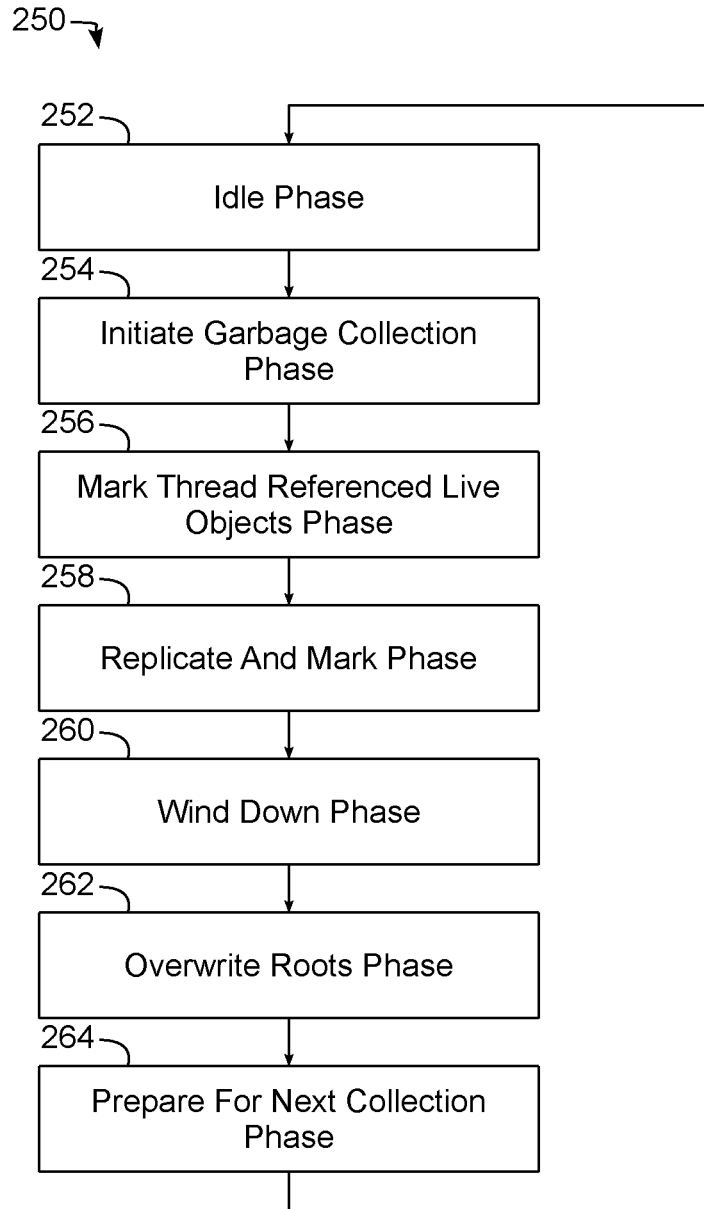 250
252
Idle Phase
254
Initiate Garbage Collection
Phase
256
Mark Thread Referenced Live
Objects Phase
258
Replicate And Mark Phase
260
Wind Down Phase
262
Overwrite Roots Phase
264
Prepare For Next Collection
Phase